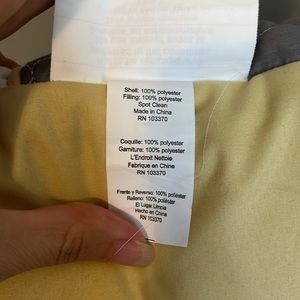 Shell: 100% polyester
Filling: 100% polyester
Spot Clean
Made in China
RN 103370
Coquille: 100% polyester
Garniture: 100% polyester
L'Endroit Nettoie
Fabrique en Chine
RN 103370
Frente y Reverso: 100% poliéster
Relleno: 100% poliéster
El Lugar Limpia
Hecho en China
RN 103370